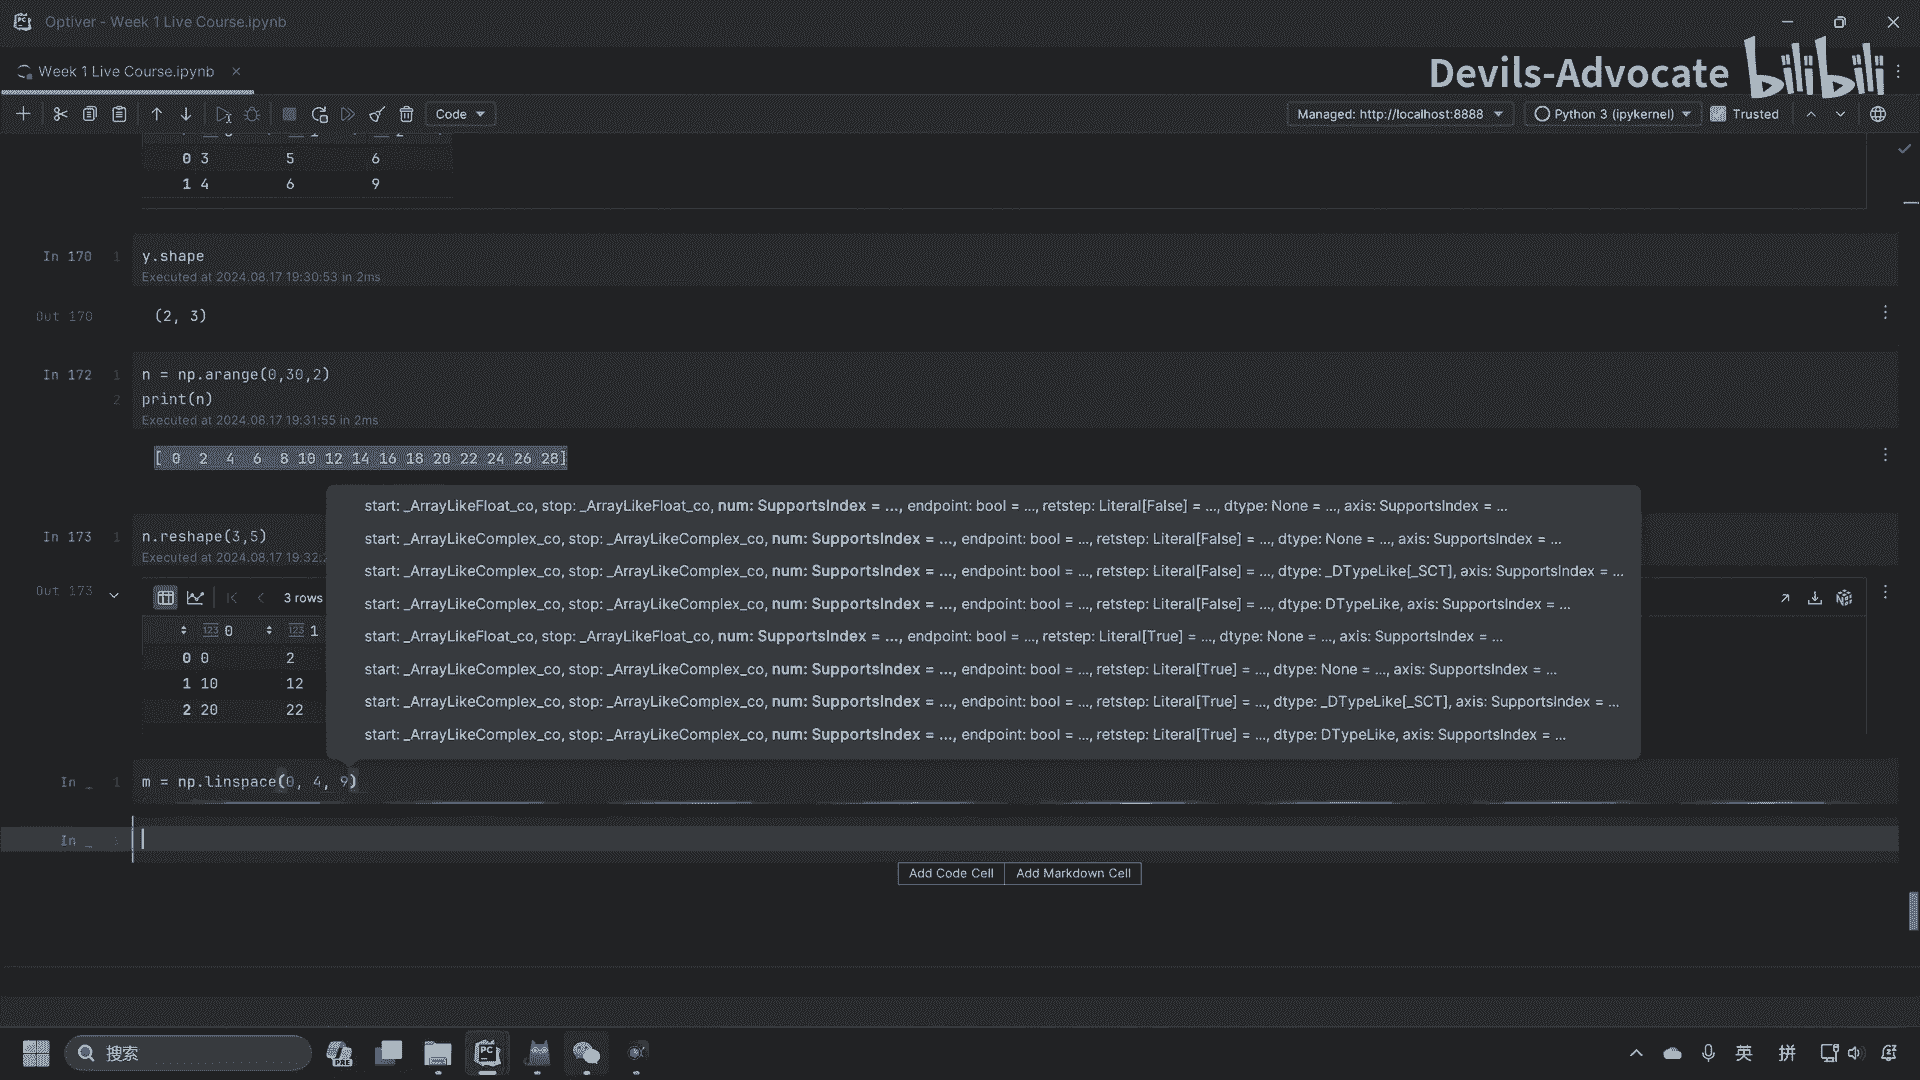 Optiver - Week 1 Live Course.ipynb
Week 1 Live Course.ipynb
Devils-Advocate bilibili
Code
Managed: http://localhost:8888
Python 3 (ipykernel)
Trusted
0 3 5 6
1 4 6 9
In 170 1 y.shape
Executed at 2024.08.17 19:30:53 in 2ms
Out 170 (2, 3)
In 172 1 n = np.arange(0,30,2)
2 print(n)
Executed at 2024.08.17 19:31:55 in 2ms
[ 0 2 4 6 8 10 12 14 16 18 20 22 24 26 28]
start: _ArrayLikeFloat_co, stop: _ArrayLikeFloat_co, num: SupportsIndex = ..., endpoint: bool = ..., retstep: Literal[False] = ..., dtype: None = ..., axis: SupportsIndex = ...
In 173 1 n.reshape(3,5)
start: _ArrayLikeComplex_co, stop: _ArrayLikeComplex_co, num: SupportsIndex = ..., endpoint: bool = ..., retstep: Literal[False] = ..., dtype: None = ..., axis: SupportsIndex = ...
Executed at 2024.08.17 19:32:
start: _ArrayLikeComplex_co, stop: _ArrayLikeComplex_co, num: SupportsIndex = ..., endpoint: bool = ..., retstep: Literal[False] = ..., dtype: _DTypeLike[_SCT], axis: SupportsIndex = ...
Out 173 3 rows
start: _ArrayLikeComplex_co, stop: _ArrayLikeComplex_co, num: SupportsIndex = ..., endpoint: bool = ..., retstep: Literal[False] = ..., dtype: DTypeLike, axis: SupportsIndex = ...
123 0 123 1
start: _ArrayLikeFloat_co, stop: _ArrayLikeFloat_co, num: SupportsIndex = ..., endpoint: bool = ..., retstep: Literal[True] = ..., dtype: None = ..., axis: SupportsIndex = ...
0 0 2
start: _ArrayLikeComplex_co, stop: _ArrayLikeComplex_co, num: SupportsIndex = ..., endpoint: bool = ..., retstep: Literal[True] = ..., dtype: None = ..., axis: SupportsIndex = ...
1 10 12
start: _ArrayLikeComplex_co, stop: _ArrayLikeComplex_co, num: SupportsIndex = ..., endpoint: bool = ..., retstep: Literal[True] = ..., dtype: _DTypeLike[_SCT], axis: SupportsIndex = ...
2 20 22
start: _ArrayLikeComplex_co, stop: _ArrayLikeComplex_co, num: SupportsIndex = ..., endpoint: bool = ..., retstep: Literal[True] = ..., dtype: DTypeLike, axis: SupportsIndex = ...
In _ 1 m = np.linspace(0, 4, 9)
In _
Add Code Cell Add Markdown Cell
搜索
PRE
PC
英
拼